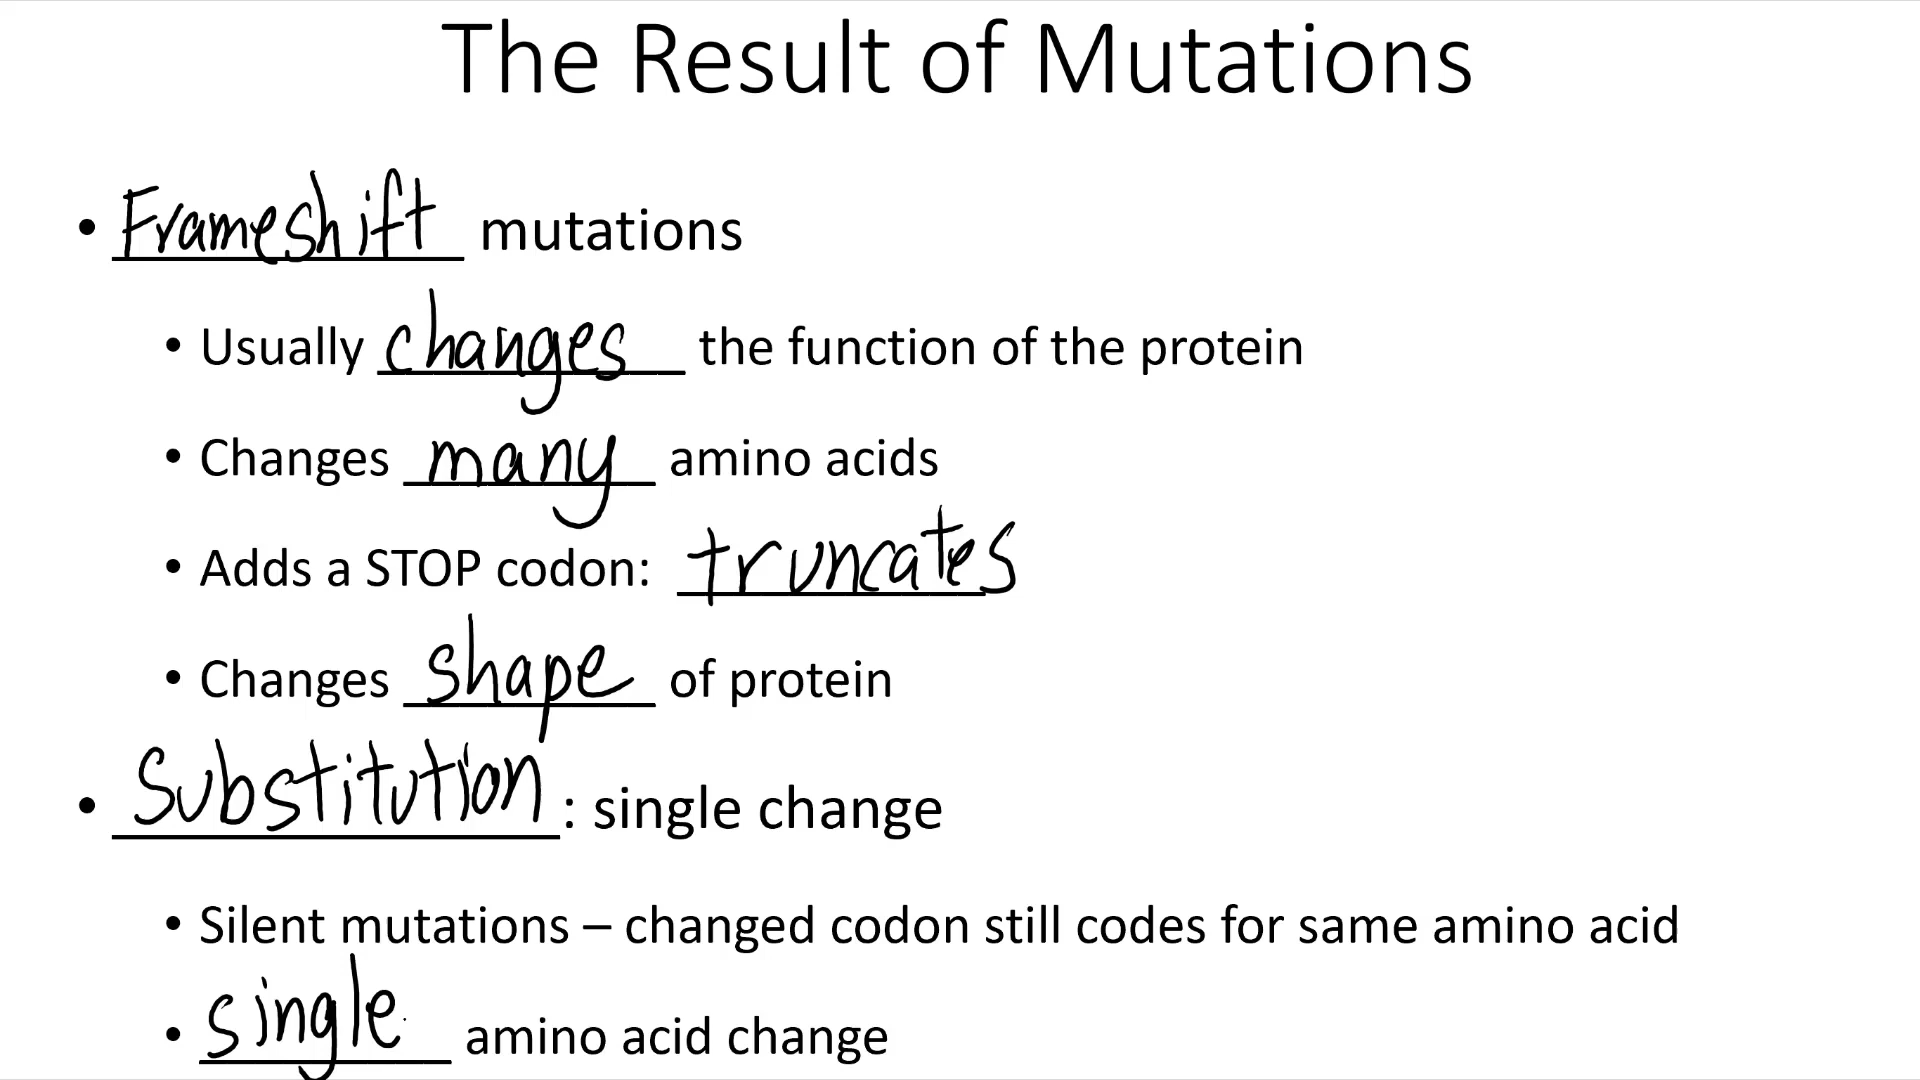 The Result of Mutations
• Frameshift mutations
• Usually changes the function of the protein
• Changes many amino acids
• Adds a STOP codon: truncates
• Changes shape of protein
• Substitution: single change
• Silent mutations – changed codon still codes for same amino acid
• single amino acid change